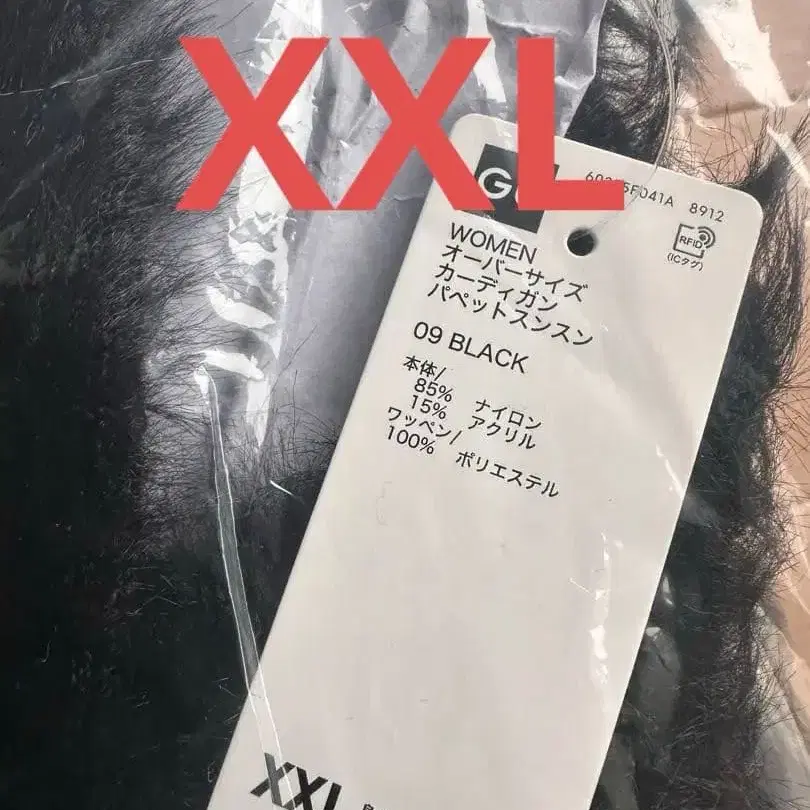 XXL
8912
RFID
(ICタグ)
WOMEN
オーバーサイズ
カーディガン
パペットスンスン
09 BLACK
本体/
85% ナイロン
15% アクリル
ワッペン/
100% ポリエステル
XXL